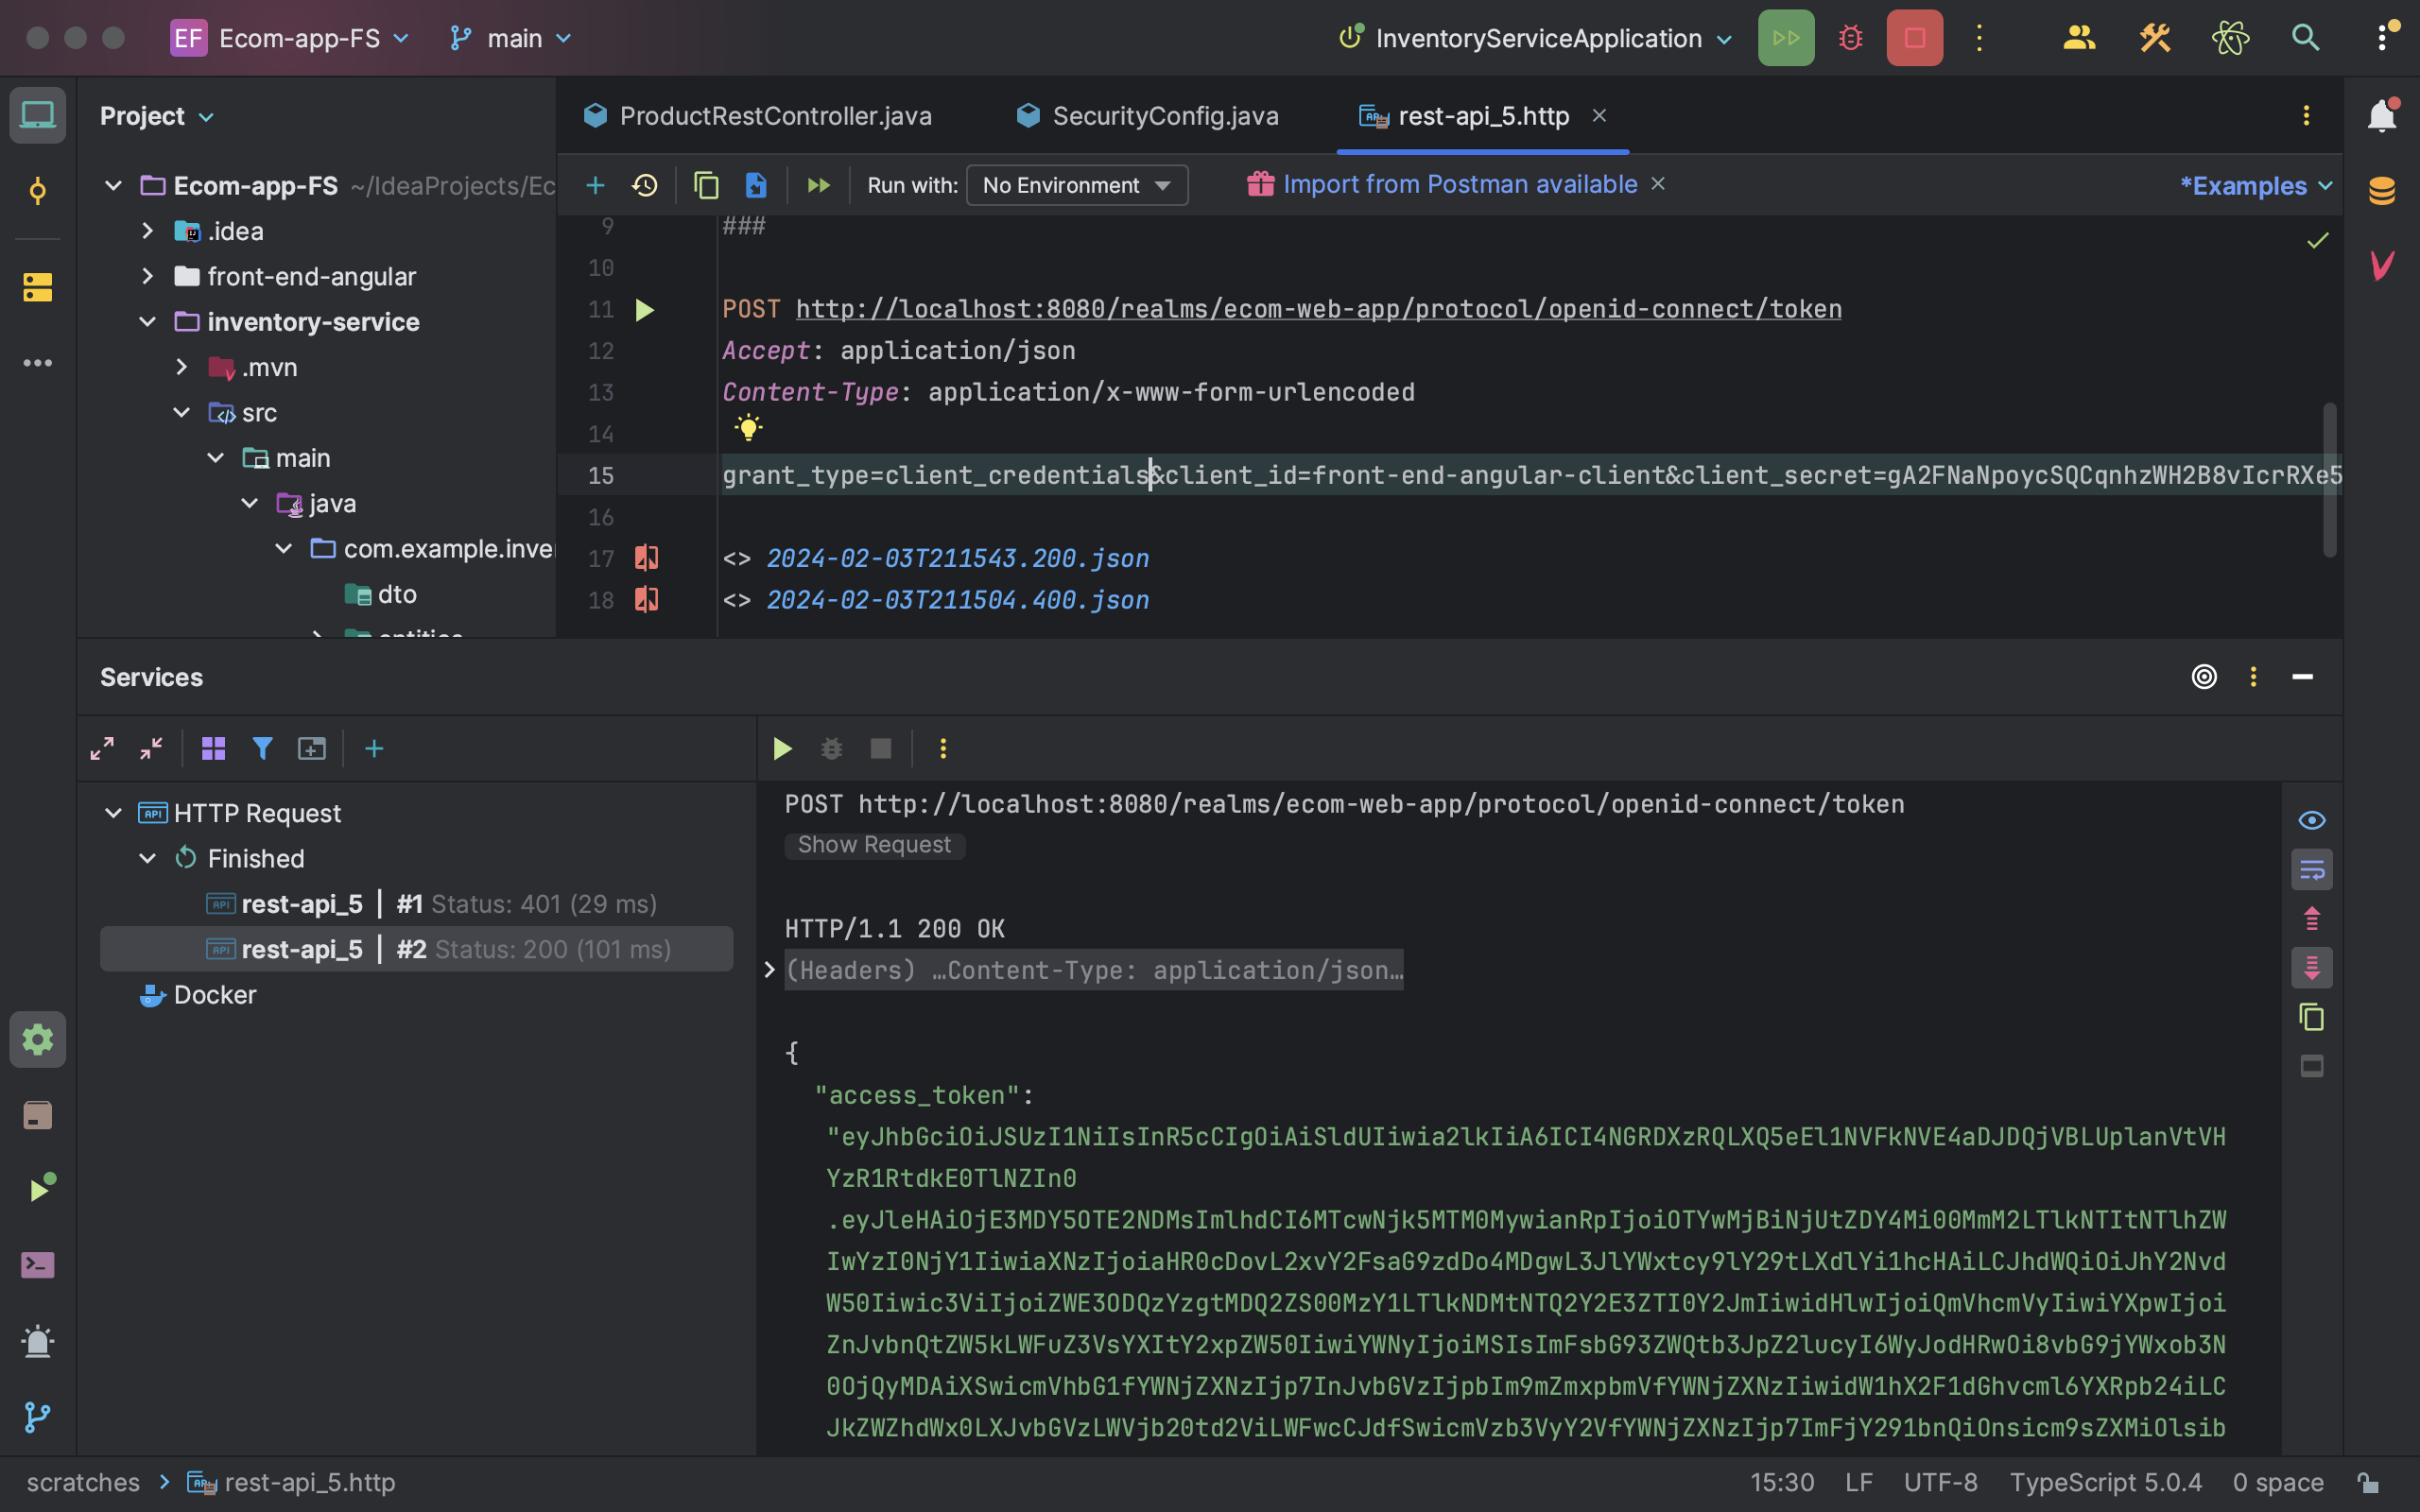 EF Ecom-app-FS main InventoryServiceApplication
Project
ProductRestController.java SecurityConfig.java rest-api_5.http
Run with: No Environment Import from Postman available *Examples
Ecom-app-FS ~/IdeaProjects/Ec
.idea
front-end-angular
inventory-service
.mvn
src
main
java
com.example.inve
dto
entities
9 ###
10
11 POST http://localhost:8080/realms/ecom-web-app/protocol/openid-connect/token
12 Accept: application/json
13 Content-Type: application/x-www-form-urlencoded
14
15 grant_type=client_credentials&client_id=front-end-angular-client&client_secret=gA2FNaNpoycSQCqnhzWH2B8vIcrRXe5
16
17 <> 2024-02-03T211543.200.json
18 <> 2024-02-03T211504.400.json
Services
HTTP Request
Finished
rest-api_5 | #1 Status: 401 (29 ms)
rest-api_5 | #2 Status: 200 (101 ms)
Docker
POST http://localhost:8080/realms/ecom-web-app/protocol/openid-connect/token
Show Request
HTTP/1.1 200 OK
(Headers) …Content-Type: application/json…
{
"access_token":
"eyJhbGciOiJSUzI1NiIsInR5cCIgOiAiSldUIiwia2lkIiA6ICI4NGRDXzRQLXQ5eEl1NVFkNVE4aDJDQjVBLUplanVtVH
YzR1RtdkE0TlNZIn0
.eyJleHAiOjE3MDY5OTE2NDMsImlhdCI6MTcwNjk5MTM0MywianRpIjoiOTYwMjBiNjUtZDY4Mi00MmM2LTlkNTItNTlhZW
IwYzI0NjY1IiwiaXNzIjoiaHR0cDovL2xvY2FsaG9zdDo4MDgwL3JlYWxtcy9lY29tLXdlYi1hcHAiLCJhdWQiOiJhY2Nvd
W50Iiwic3ViIjoiZWE3ODQzYzgtMDQ2ZS00MzY1LTlkNDMtNTQ2Y2E3ZTI0Y2JmIiwidHlwIjoiQmVhcmVyIiwiYXpwIjoi
ZnJvbnQtZW5kLWFuZ3VsYXItY2xpZW50IiwiYWNyIjoiMSIsImFsbG93ZWQtb3JpZ2lucyI6WyJodHRwOi8vbG9jYWxob3N
0OjQyMDAiXSwicmVhbG1fYWNjZXNzIjp7InJvbGVzIjpbIm9mZmxpbmVfYWNjZXNzIiwidW1hX2F1dGhvcml6YXRpb24iLC
JkZWZhdWx0LXJvbGVzLWVjb20td2ViLWFwcCJdfSwicmVzb3VyY2VfYWNjZXNzIjp7ImFjY291bnQiOnsicm9sZXMiOlsib
scratches rest-api_5.http 15:30 LF UTF-8 TypeScript 5.0.4 0 space